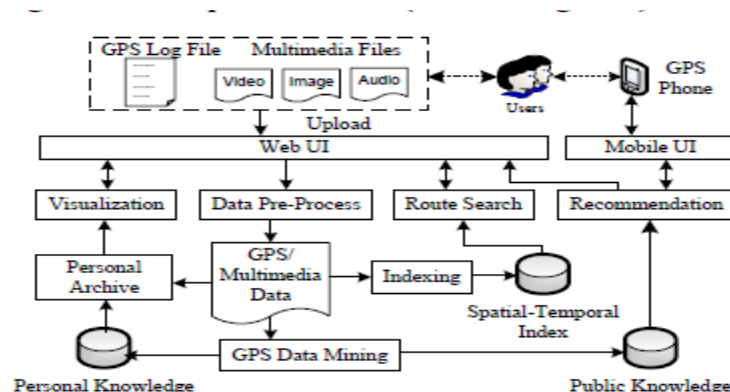 GPS Log File Multimedia Files
Video Image Audio
Users
GPS
Phone
Upload
Web UI
Mobile UI
Visualization
Data Pre-Process
Route Search
Recommendation
Personal
Archive
GPS/
Multimedia
Data
Indexing
Spatial-Temporal
Index
GPS Data Mining
Personal Knowledge
Public Knowledge